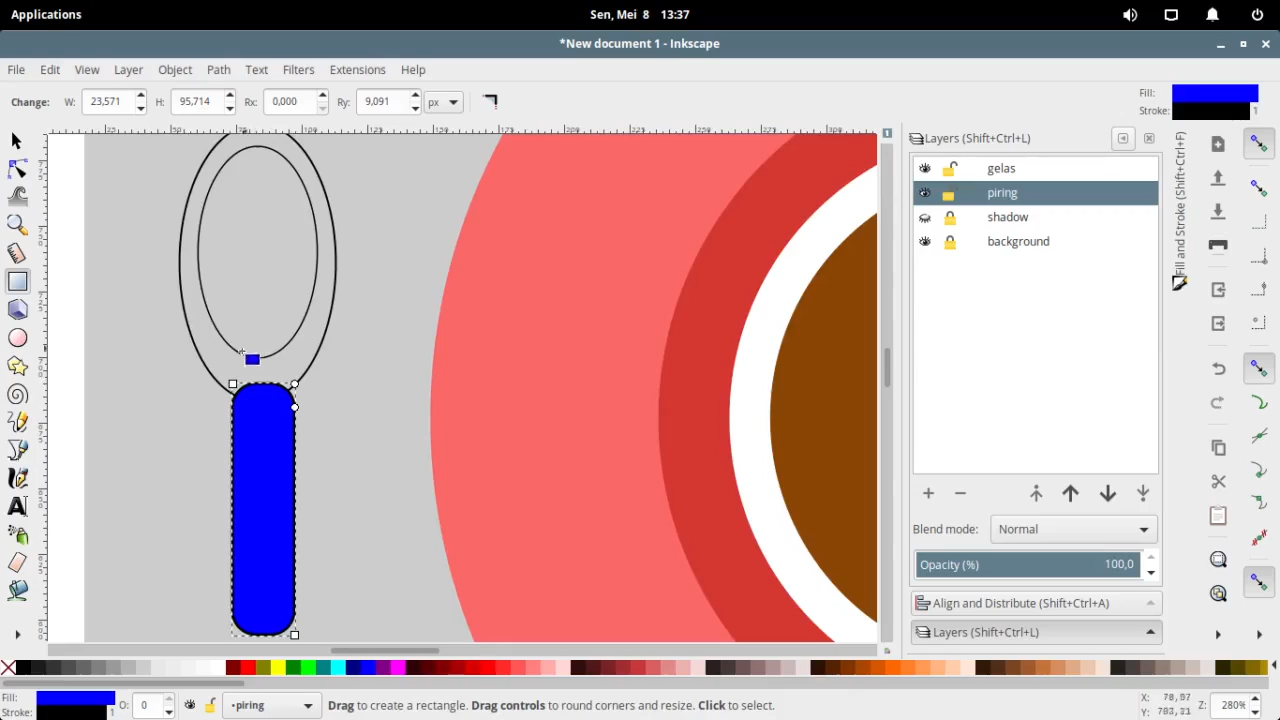 Applications
Sen, Mei 8 13:37
*New document 1 - Inkscape
File Edit View Layer Object Path Text Filters Extensions Help
Change: W: 23,571 H: 95,714 Rx: 0,000 Ry: 9,091 px
Fill:
Stroke: 1
Layers (Shift+Ctrl+L)
gelas
piring
shadow
background
Fill and Stroke (Shift+Ctrl+F)
Blend mode: Normal
Opacity (%) 100,0
Align and Distribute (Shift+Ctrl+A)
Layers (Shift+Ctrl+L)
Fill:
Stroke: 1
O: 0
•piring
Drag to create a rectangle. Drag controls to round corners and resize. Click to select.
X: 70,97
Z: 280%